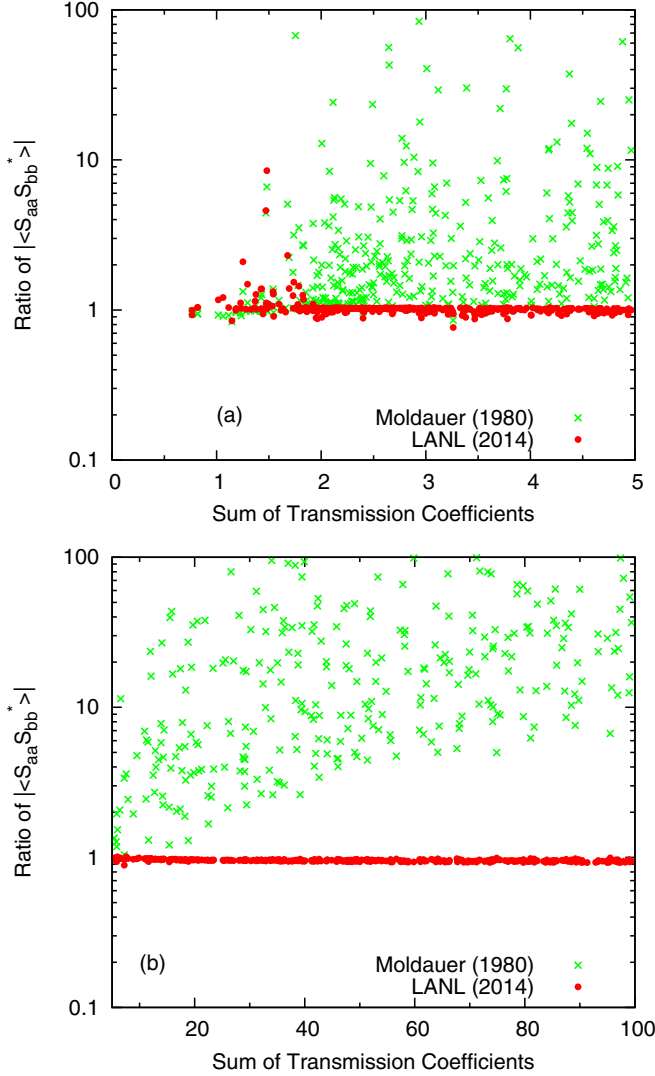 100
10
1
0.1
Ratio of |<S_aa S_bb^*>|
(a)
Moldauer (1980)
LANL (2014)
0 1 2 3 4 5
Sum of Transmission Coefficients
100
10
1
0.1
Ratio of |<S_aa S_bb^*>|
(b)
Moldauer (1980)
LANL (2014)
20 40 60 80 100
Sum of Transmission Coefficients